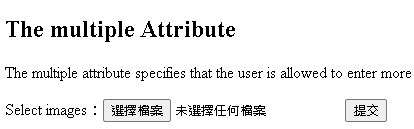 The multiple Attribute
The multiple attribute specifies that the user is allowed to enter more
Select images：選擇檔案 未選擇任何檔案 提交